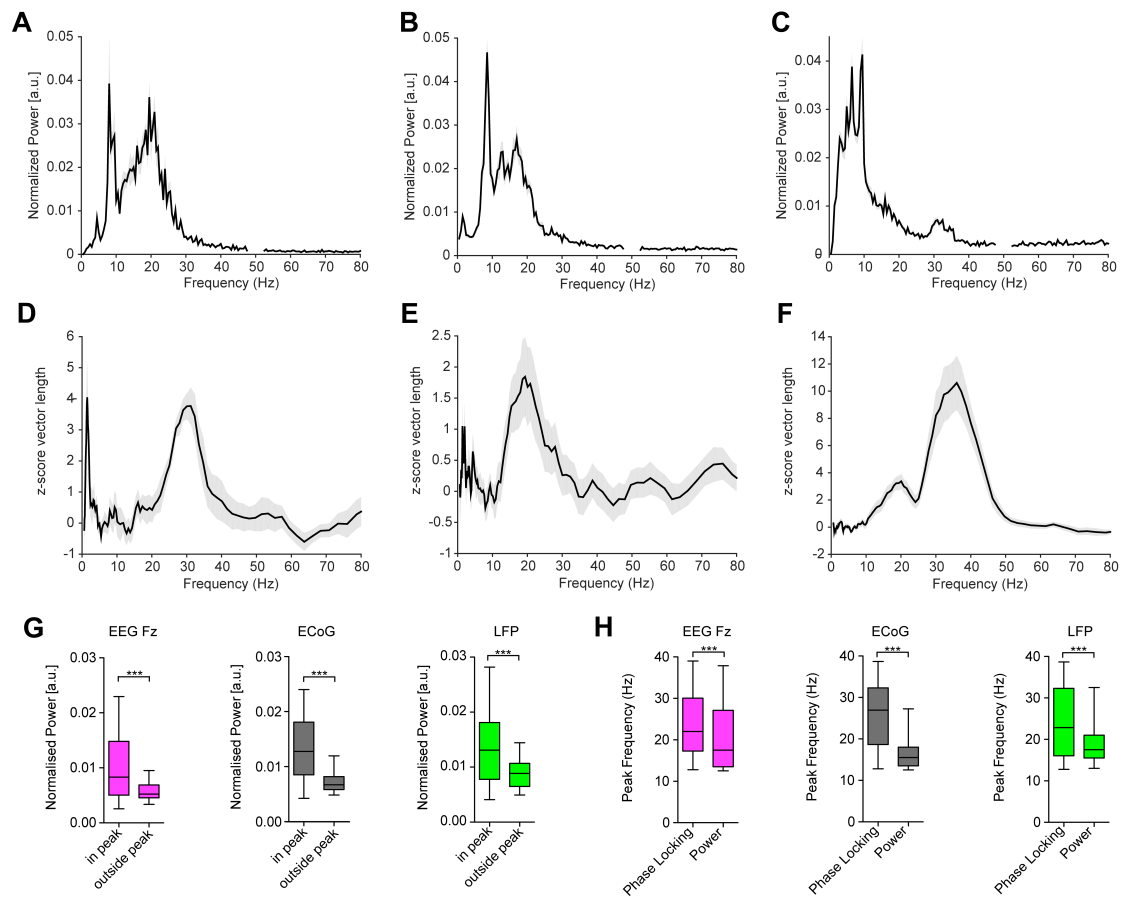 A
B
C
0.05
0.04
0.03
0.02
0.01
0
Normalized Power [a.u.]
0 10 20 30 40 50 60 70 80
Frequency (Hz)
0.05
0.04
0.03
0.02
0.01
0
Normalized Power [a.u.]
0 10 20 30 40 50 60 70 80
Frequency (Hz)
0.04
0.03
0.02
0.01
0
Normalized Power [a.u.]
0 10 20 30 40 50 60 70 80
Frequency (Hz)
D
E
F
6
5
4
3
2
1
0
-1
z-score vector length
0 10 20 30 40 50 60 70 80
Frequency (Hz)
2.5
2
1.5
1
0.5
0
-0.5
-1
z-score vector length
0 10 20 30 40 50 60 70 80
Frequency (Hz)
14
12
10
8
6
4
2
0
-2
z-score vector length
0 10 20 30 40 50 60 70 80
Frequency (Hz)
G
EEG Fz
0.03
0.02
0.01
0.00
Normalised Power [a.u.]
***
in peak
outside peak
ECoG
0.03
0.02
0.01
0.00
Normalised Power [a.u.]
***
in peak
outside peak
LFP
0.03
0.02
0.01
0.00
Normalised Power [a.u.]
***
in peak
outside peak
H
EEG Fz
40
30
20
10
0
Peak Frequency (Hz)
***
Phase Locking
Power
ECoG
40
30
20
10
0
Peak Frequency (Hz)
***
Phase Locking
Power
LFP
40
30
20
10
0
Peak Frequency (Hz)
***
Phase Locking
Power